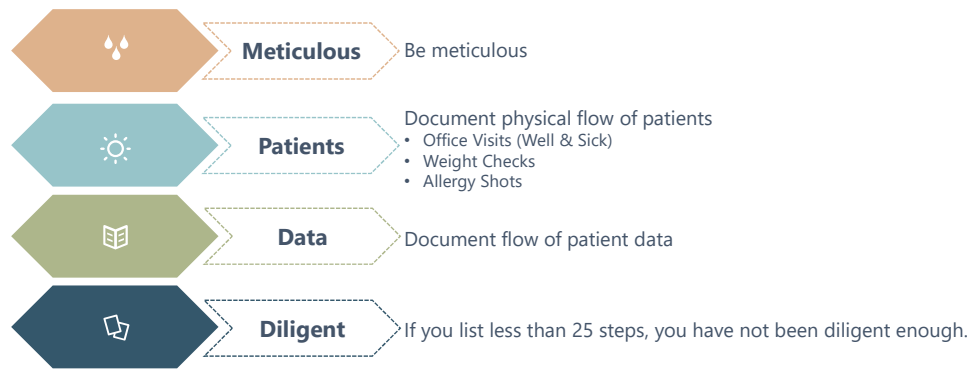 Meticulous
Be meticulous
Patients
Document physical flow of patients
• Office Visits (Well & Sick)
• Weight Checks
• Allergy Shots
Data
Document flow of patient data
Diligent
If you list less than 25 steps, you have not been diligent enough.